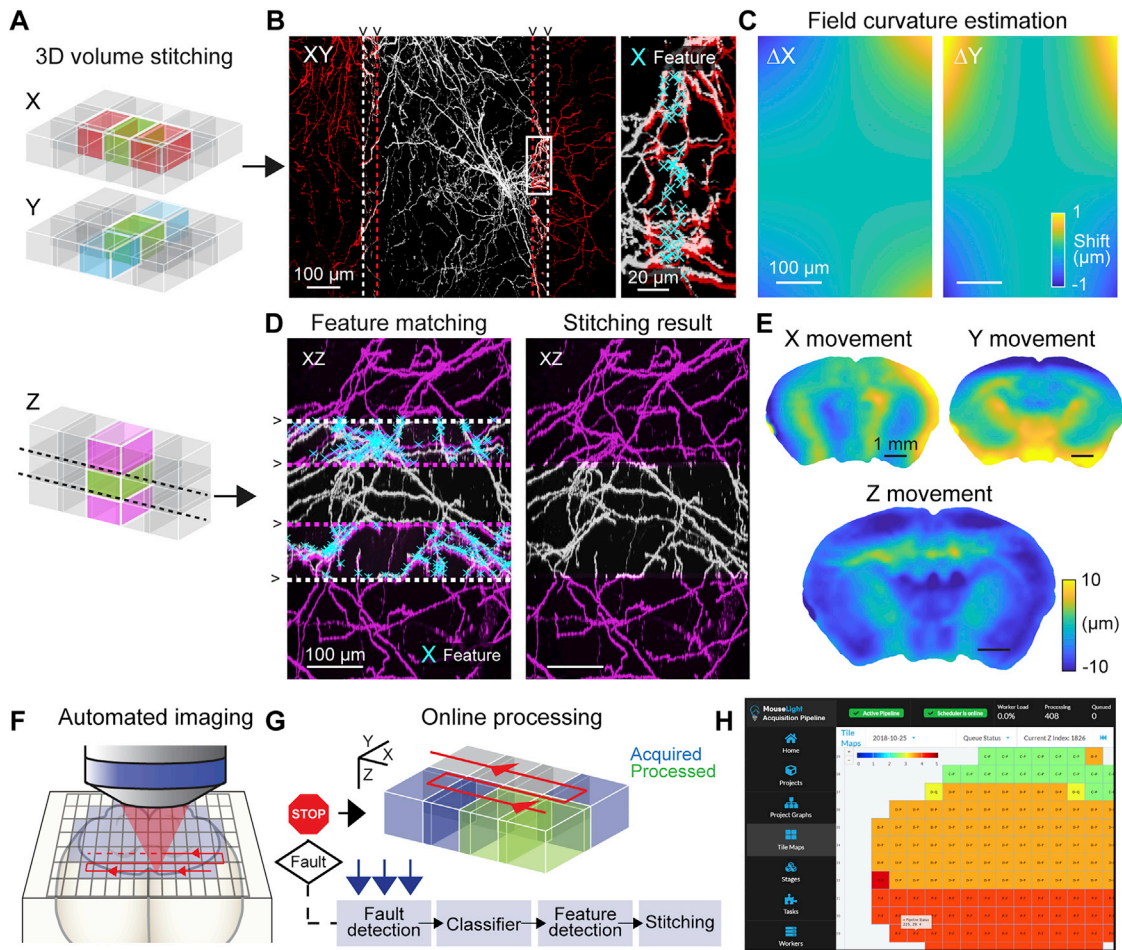 A
3D volume stitching
X
Y
Z
B
XY
100 µm
X Feature
20 µm
C
Field curvature estimation
ΔX
100 µm
ΔY
1
Shift
(µm)
-1
D
Feature matching
XZ
X Feature
100 µm
Stitching result
XZ
E
X movement
1 mm
Y movement
Z movement
10
(µm)
-10
F
Automated imaging
G
Online processing
Y
X
Z
Acquired
Processed
STOP
Fault
Fault
detection
Classifier
Feature
detection
Stitching
H
MouseLight
Acquisition Pipeline
Active Pipeline
Scheduler is online
Worker Load
0.0%
Processing
408
Queued
0
Tile
Maps
2018-10-25
Queue Status
Current Z Index: 1826
Home
Projects
Project Graphs
Tile Maps
Stages
Tasks
Workers
0 1 2 3 4 5